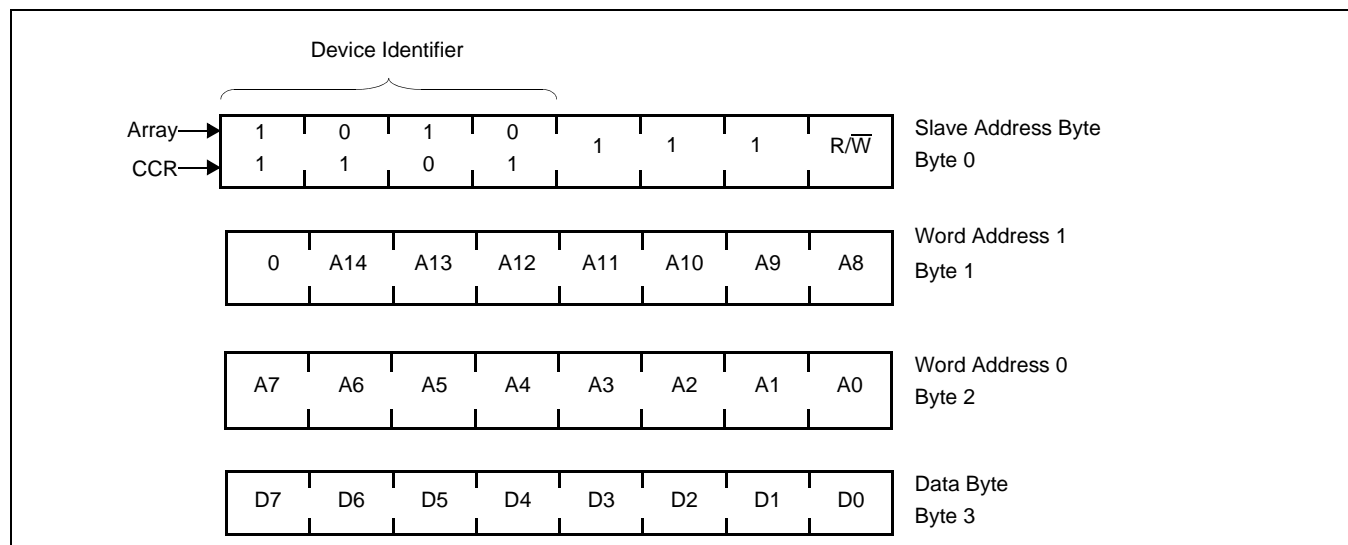 Device Identifier
Array 1 0 1 0 1 1 1 R/W̅ Slave Address Byte
CCR 1 1 0 1 Byte 0
0 A14 A13 A12 A11 A10 A9 A8 Word Address 1
Byte 1
A7 A6 A5 A4 A3 A2 A1 A0 Word Address 0
Byte 2
D7 D6 D5 D4 D3 D2 D1 D0 Data Byte
Byte 3